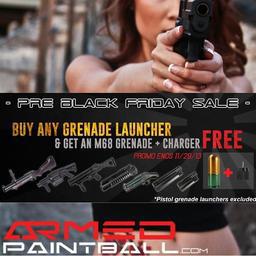 - PRE BLACK FRIDAY SALE -
BUY ANY GRENADE LAUNCHER
& GET AN M68 GRENADE + CHARGER FREE
PROMO ENDS 11/29/13
+
*Pistol grenade launchers excluded
ARMED
PAINTBALL.COM